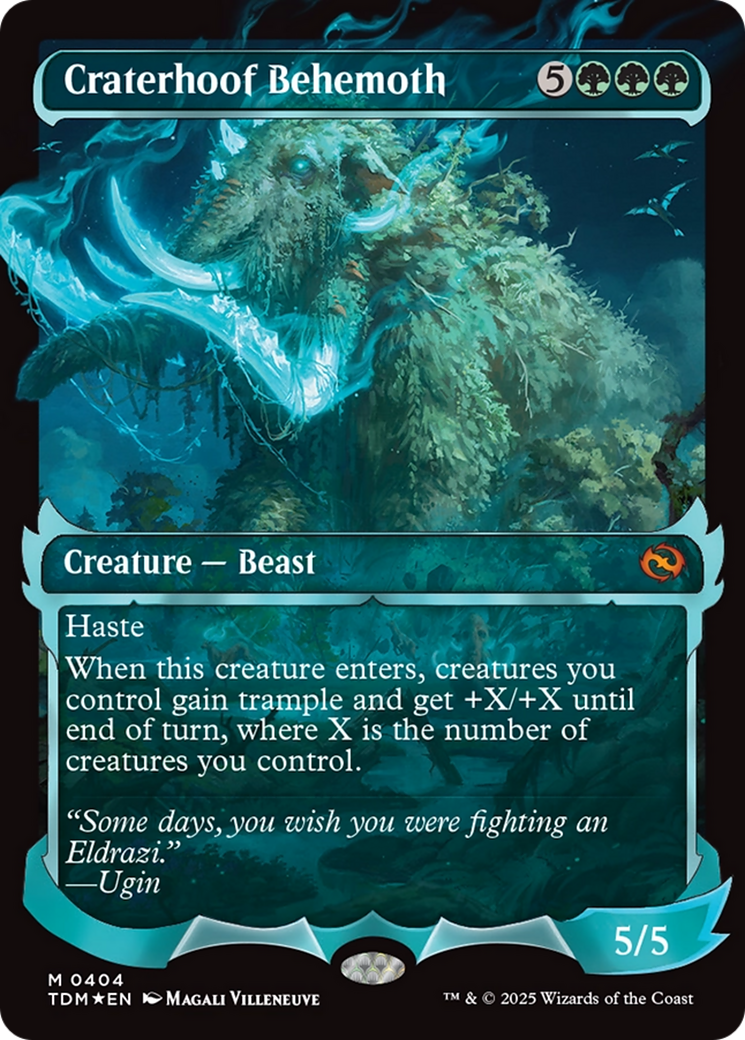 Craterhoof Behemoth 5
Creature — Beast
Haste
When this creature enters, creatures you
control gain trample and get +X/+X until
end of turn, where X is the number of
creatures you control.
“Some days, you wish you were fighting an
Eldrazi.”
—Ugin
5/5
M 0404
TDM★EN Magali Villeneuve
™ & © 2025 Wizards of the Coast